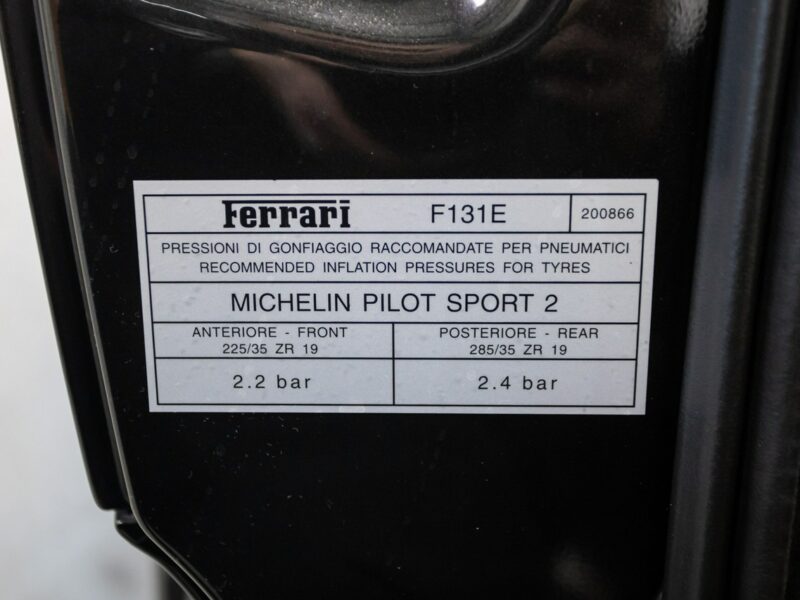 Ferrari F131E 200866
PRESSIONI DI GONFIAGGIO RACCOMANDATE PER PNEUMATICI
RECOMMENDED INFLATION PRESSURES FOR TYRES
MICHELIN PILOT SPORT 2
ANTERIORE - FRONT POSTERIORE - REAR
225/35 ZR 19 285/35 ZR 19
2.2 bar 2.4 bar